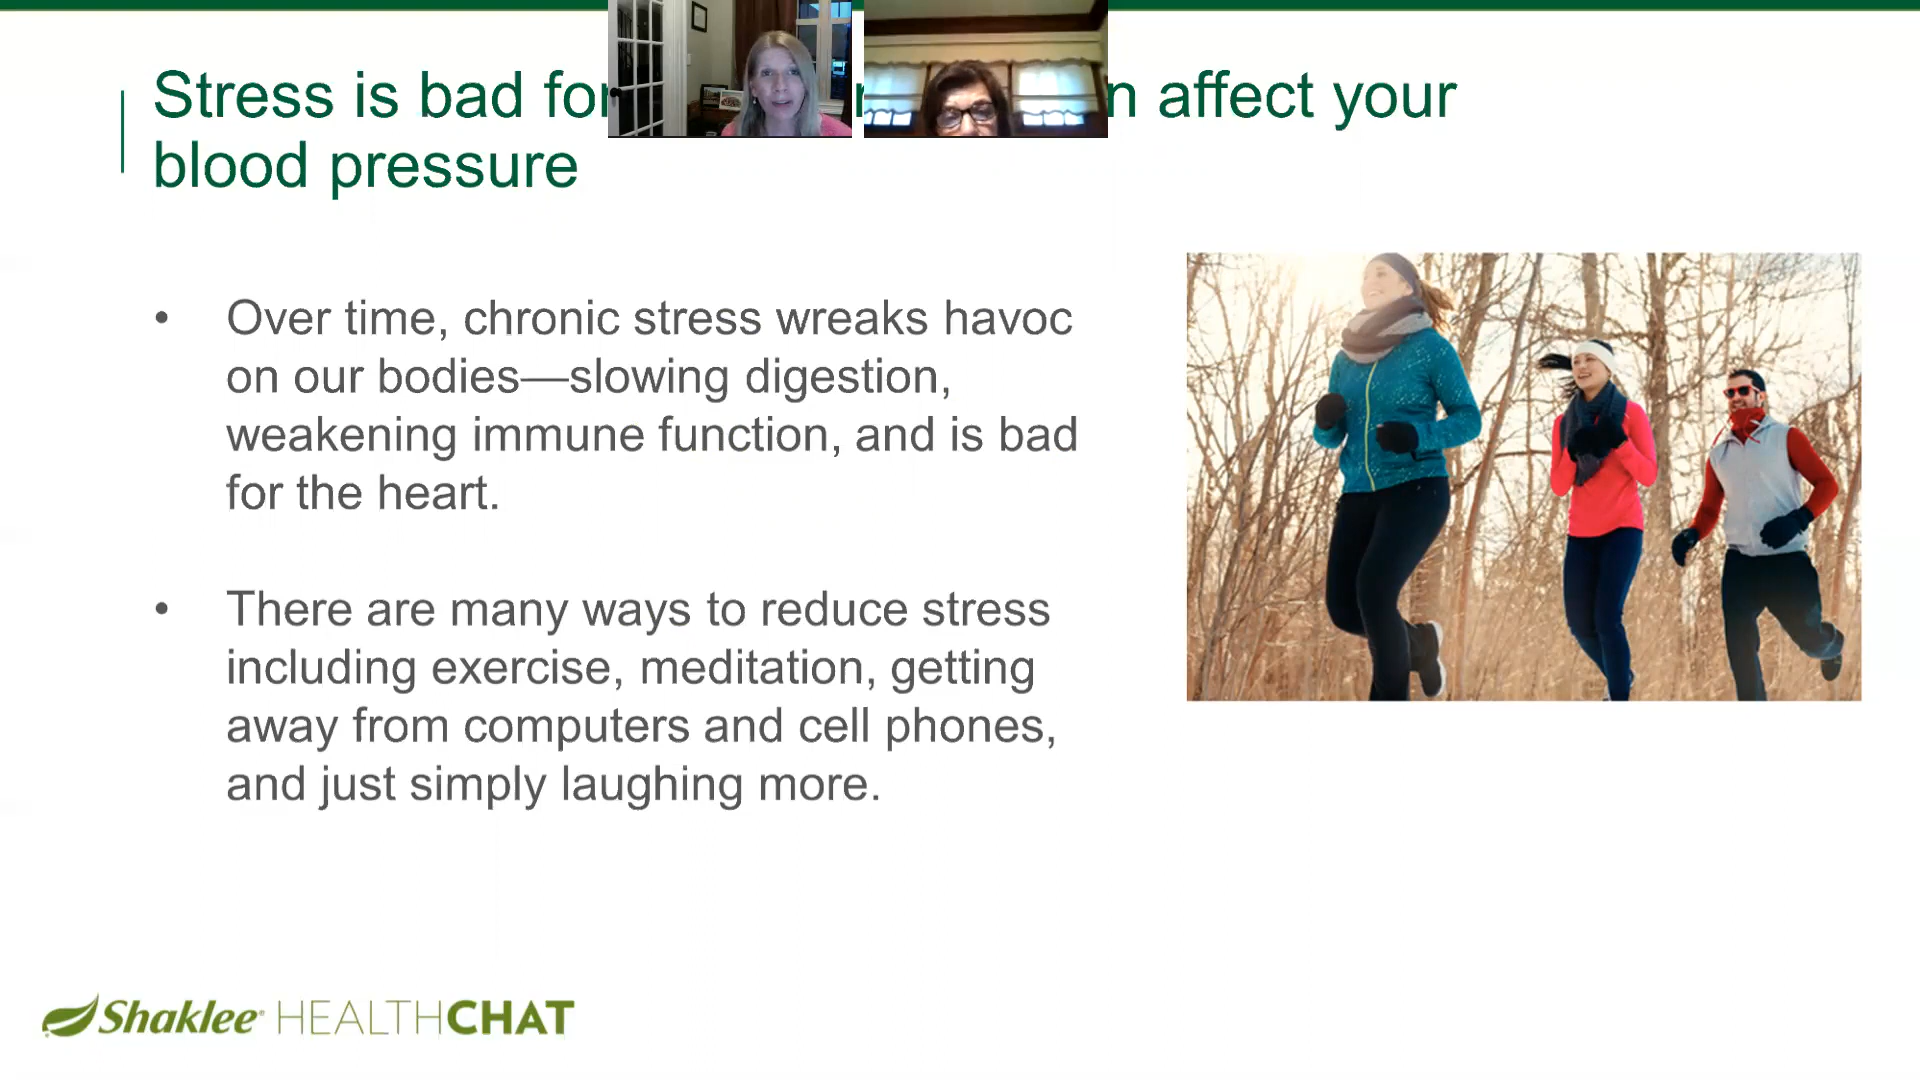 Stress is bad for n affect your
blood pressure
• Over time, chronic stress wreaks havoc
on our bodies—slowing digestion,
weakening immune function, and is bad
for the heart.
• There are many ways to reduce stress
including exercise, meditation, getting
away from computers and cell phones,
and just simply laughing more.
Shaklee® HEALTHCHAT